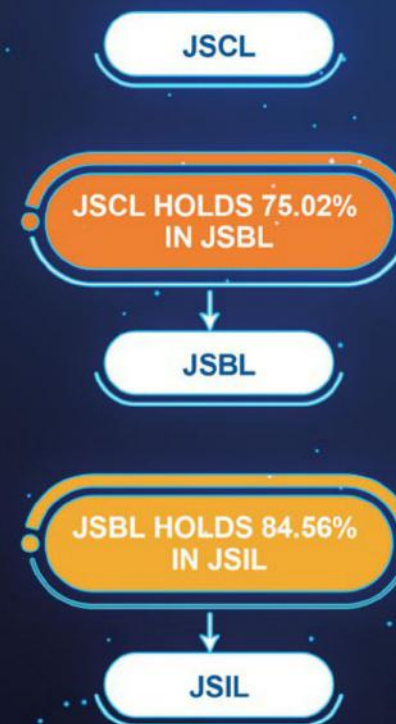 JSCL
JSCL HOLDS 75.02%
IN JSBL
JSBL
JSBL HOLDS 84.56%
IN JSIL
JSIL